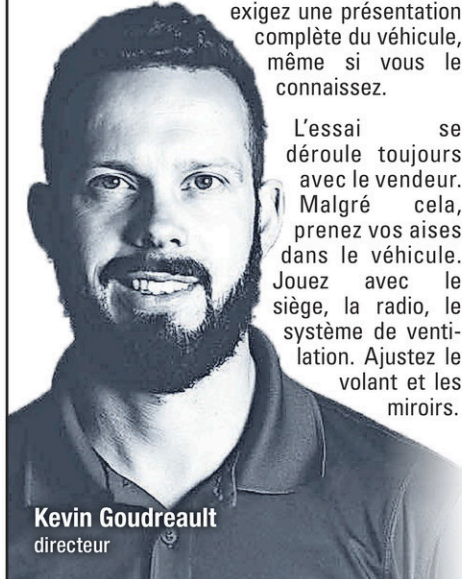 exigez une présentation
complète du véhicule,
même si vous le
connaissez.
L'essai se
déroule toujours
avec le vendeur.
Malgré cela,
prenez vos aises
dans le véhicule.
Jouez avec le
siège, la radio, le
système de venti-
lation. Ajustez le
volant et les
miroirs.
Kevin Goudreault
directeur